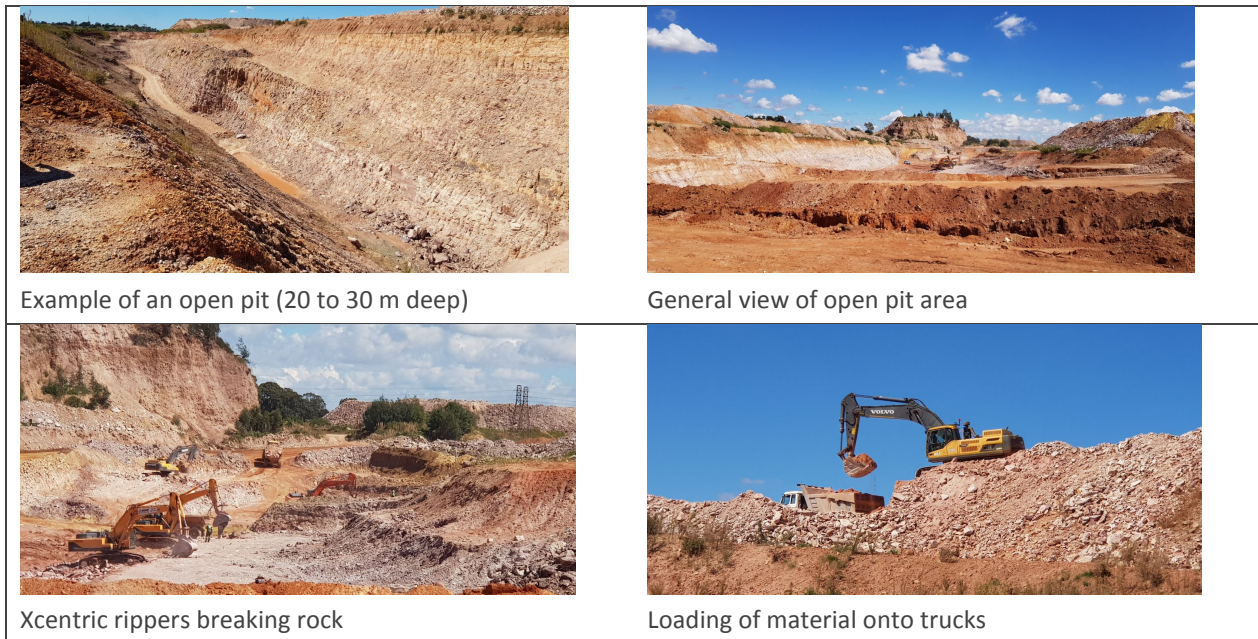 Example of an open pit (20 to 30 m deep)
General view of open pit area
VOLVO
Xcentric rippers breaking rock
Loading of material onto trucks